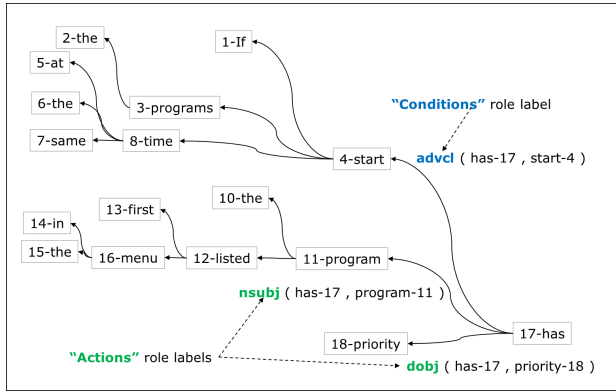 2-the
1-If
5-at
6-the
3-programs
"Conditions" role label
7-same
8-time
4-start
advcl ( has-17 , start-4 )
10-the
13-first
14-in
15-the
16-menu
12-listed
11-program
nsubj ( has-17 , program-11 )
17-has
18-priority
"Actions" role labels
dobj ( has-17 , priority-18 )